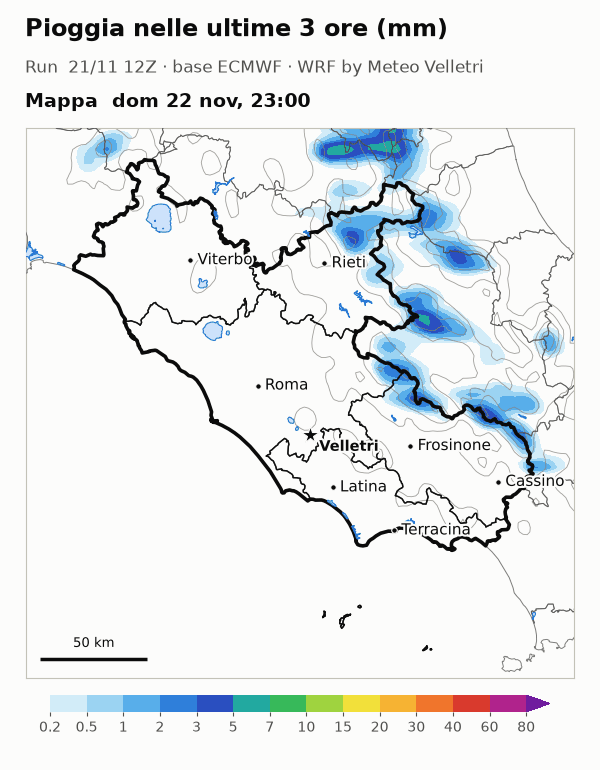 Pioggia nelle ultime 3 ore (mm)
Run 21/11 12Z · base ECMWF · WRF by Meteo Velletri
Mappa dom 22 nov, 23:00
Viterbo
Rieti
Roma
Velletri
Frosinone
Latina
Cassino
Terracina
50 km
0.2 0.5 1 2 3 5 7 10 15 20 30 40 60 80